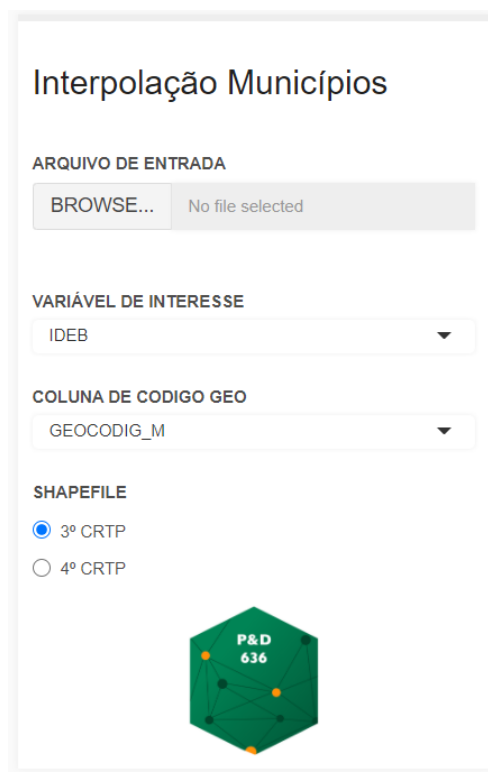 Interpolação Municípios
ARQUIVO DE ENTRADA
BROWSE... No file selected
VARIÁVEL DE INTERESSE
IDEB
COLUNA DE CODIGO GEO
GEOCODIG_M
SHAPEFILE
3º CRTP
4º CRTP
P&D
636